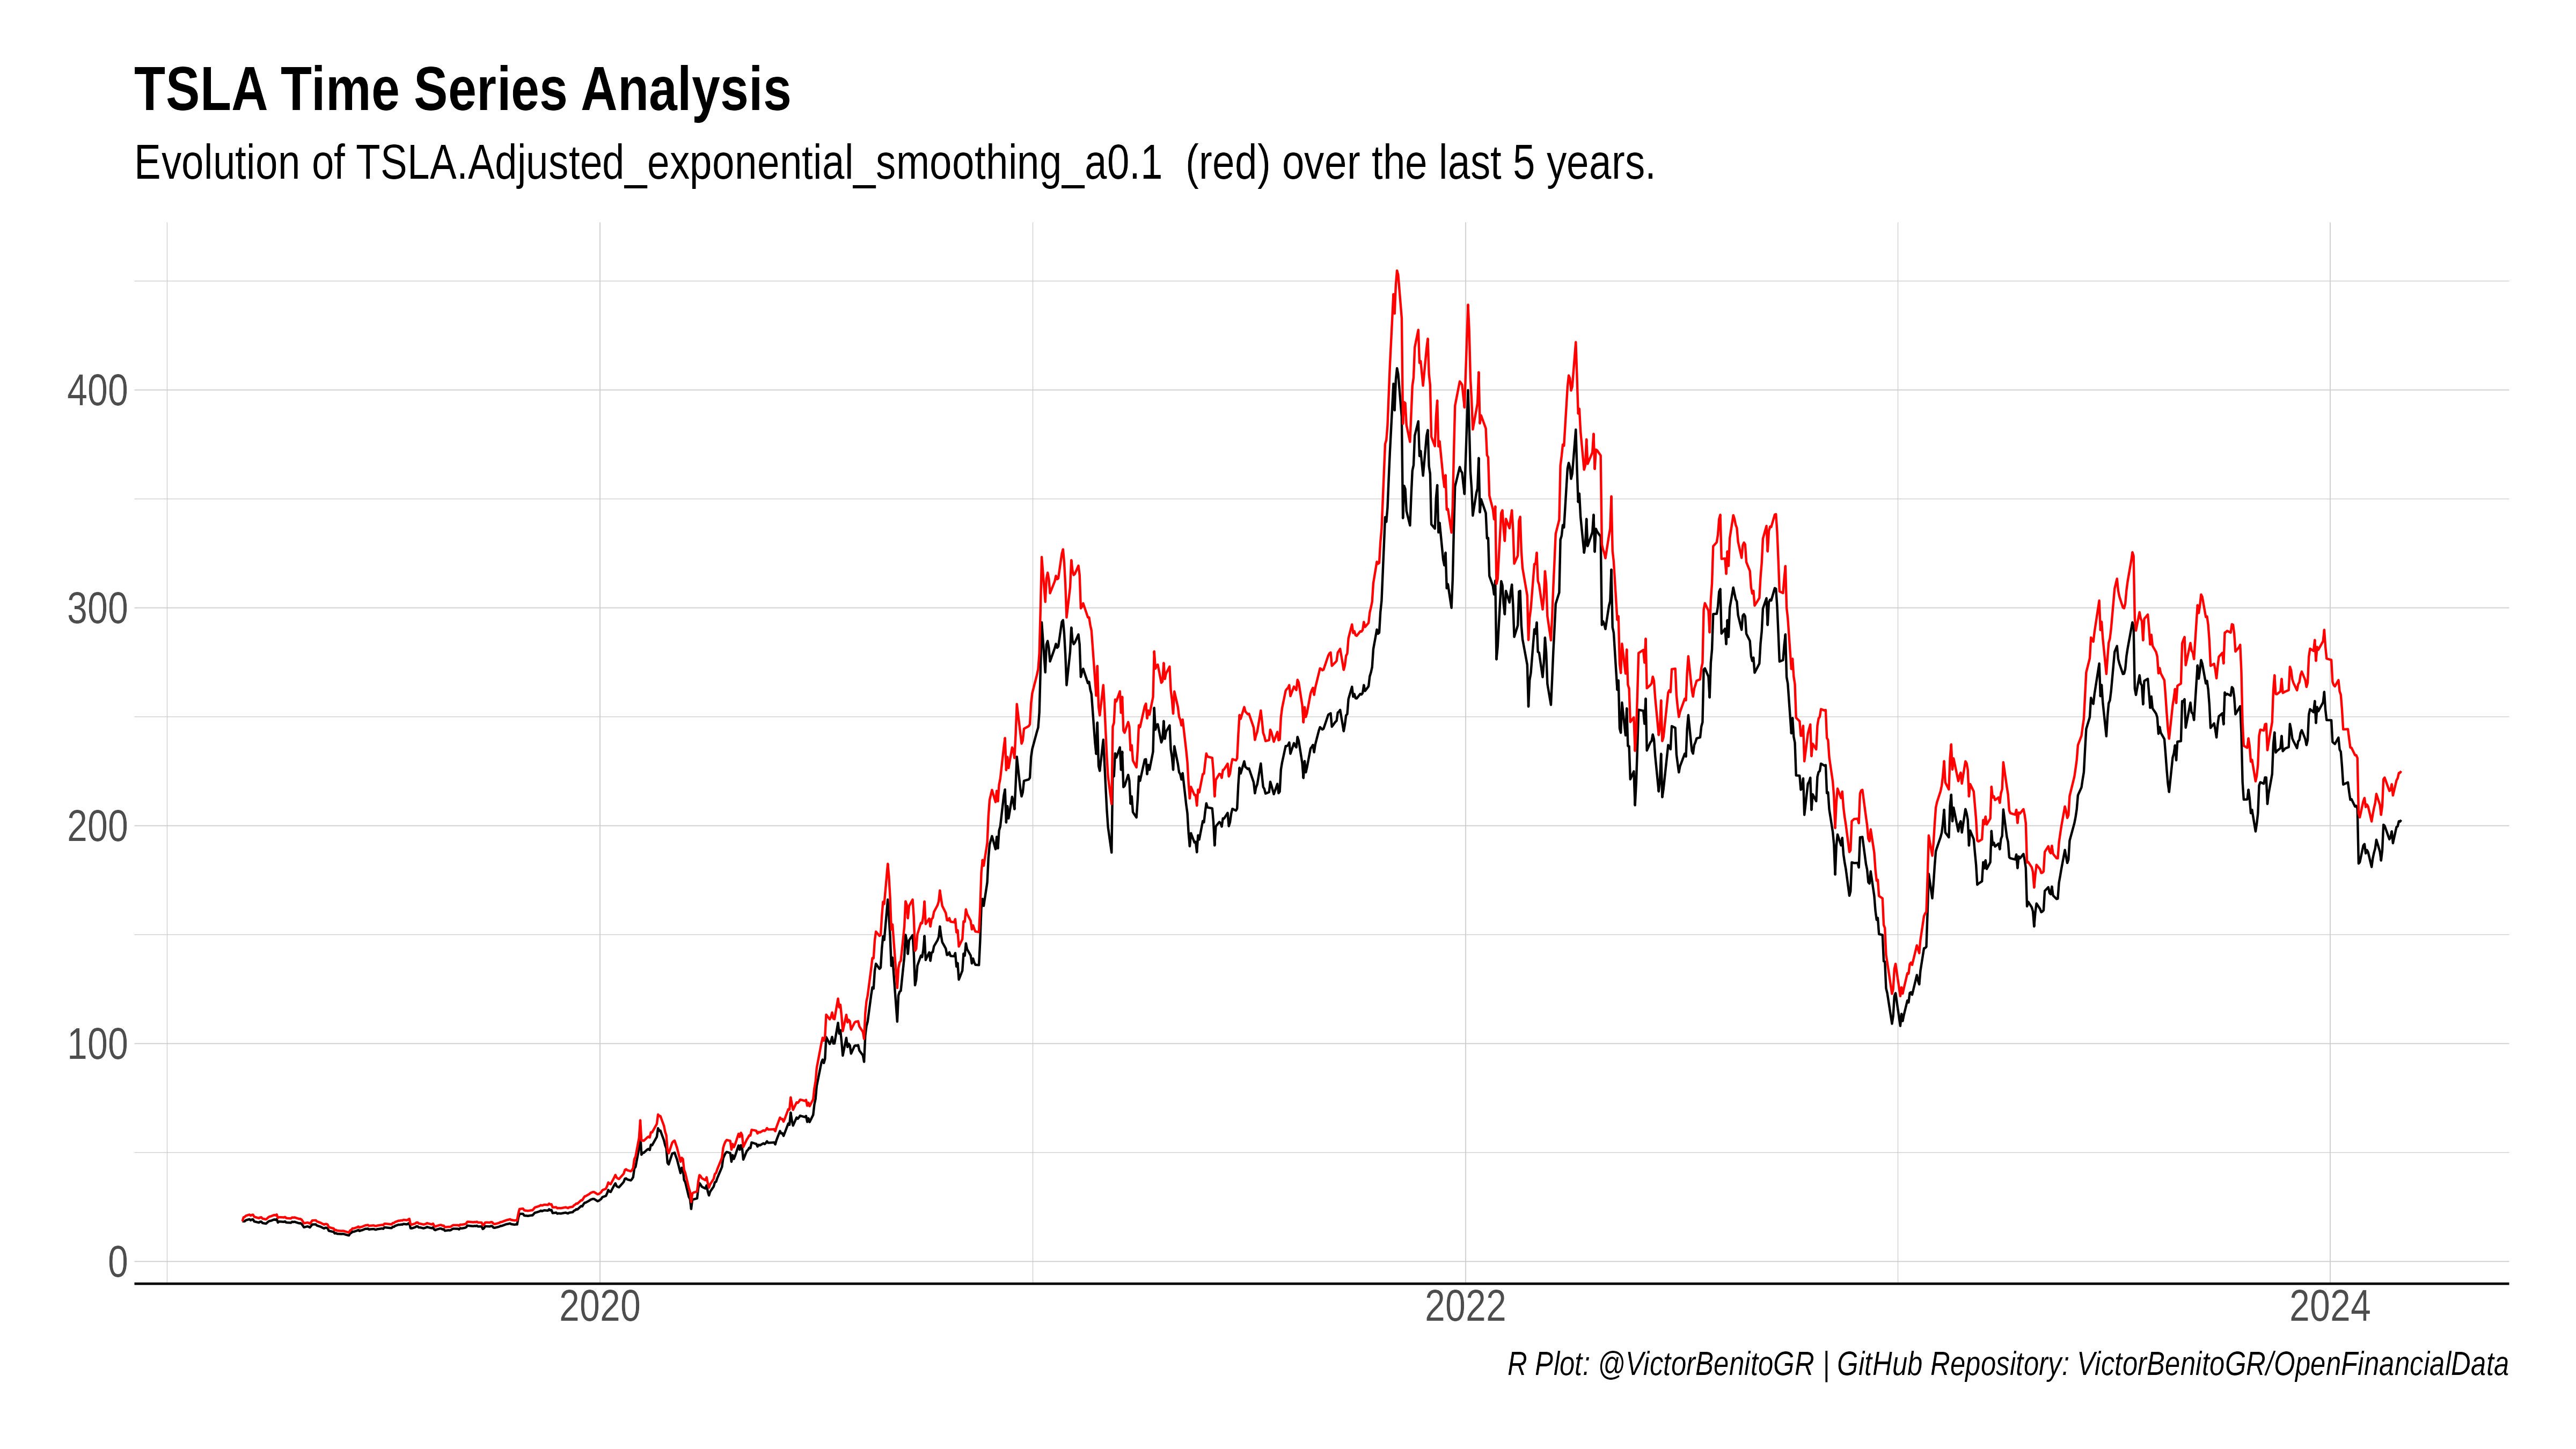 TSLA Time Series Analysis
Evolution of TSLA.Adjusted_exponential_smoothing_a0.1  (red) over the last 5 years.
400
300
200
100
0
2020 2022 2024
R Plot: @VictorBenitoGR | GitHub Repository: VictorBenitoGR/OpenFinancialData